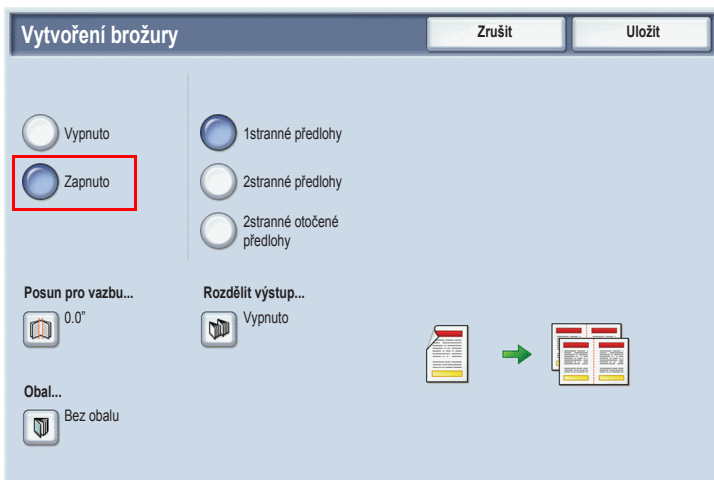 Vytvoření brožury
Zrušit
Uložit
Vypnuto
Zapnuto
1stranné předlohy
2stranné předlohy
2stranné otočené
předlohy
Posun pro vazbu...
0.0"
Rozdělit výstup...
Vypnuto
Obal...
Bez obalu